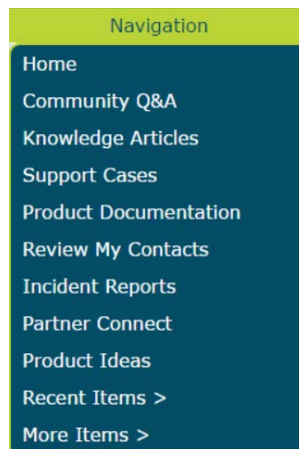 Navigation
Home
Community Q&A
Knowledge Articles
Support Cases
Product Documentation
Review My Contacts
Incident Reports
Partner Connect
Product Ideas
Recent Items >
More Items >